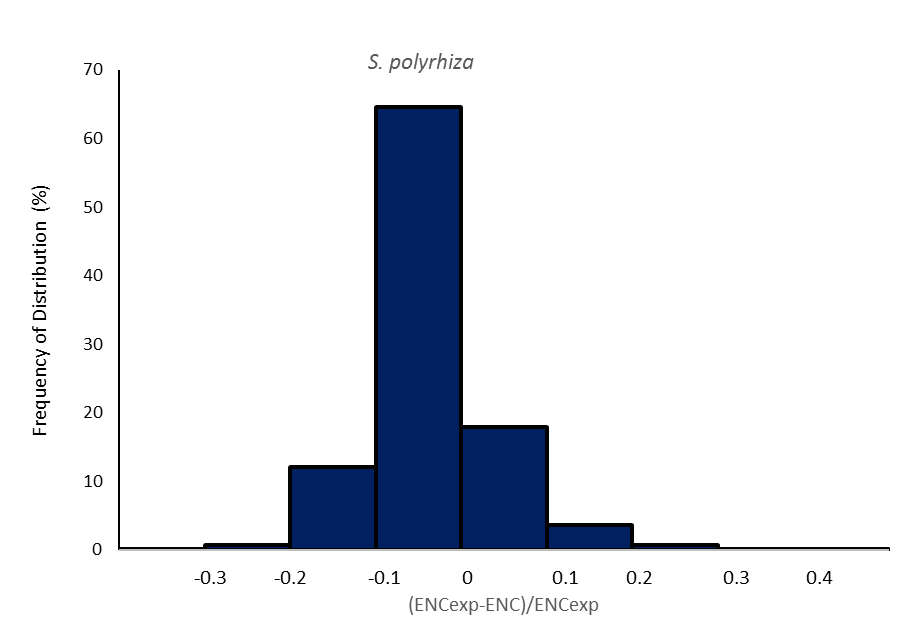 S. polyrhiza
70
60
50
40
30
20
10
0
Frequency of Distribution (%)
-0.3 -0.2 -0.1 0 0.1 0.2 0.3 0.4
(ENCexp-ENC)/ENCexp